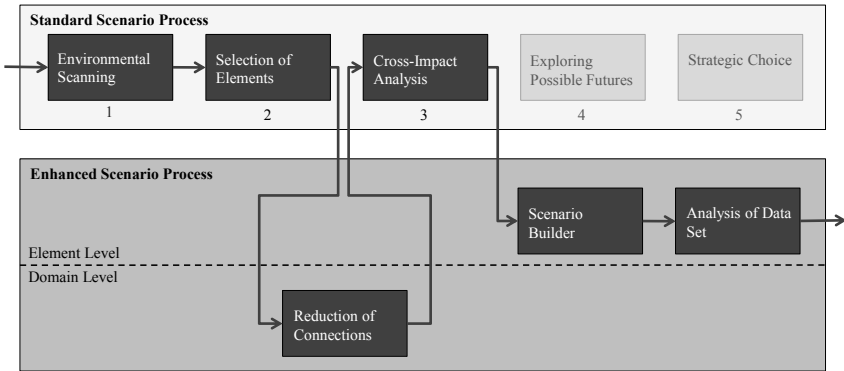 Standard Scenario Process
Environmental
Scanning
1
Selection of
Elements
2
Cross-Impact
Analysis
3
Exploring
Possible Futures
4
Strategic Choice
5
Enhanced Scenario Process
Scenario
Builder
Analysis of Data
Set
Element Level
Domain Level
Reduction of
Connections